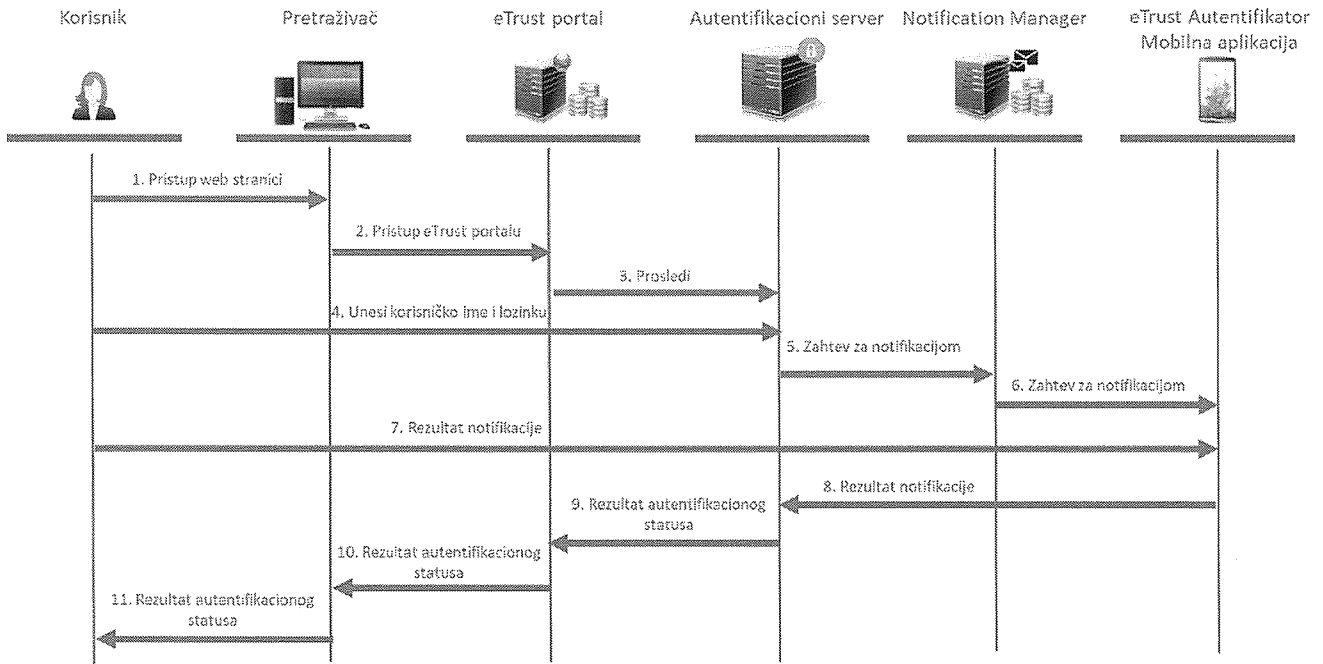 Korisnik
Pretraživač
eTrust portal
Autentifikacioni server
Notification Manager
eTrust Autentifikator
Mobilna aplikacija
1. Pristup web stranici
2. Pristup eTrust portalu
3. Prosledi
4. Unesi korisničko ime i lozinku
5. Zahtev za notifikacijom
6. Zahtev za notifikacijom
7. Rezultat notifikacije
8. Rezultat notifikacije
9. Rezultat autentifikacionog
statusa
10. Rezultat autentifikacionog
statusa
11. Rezultat autentifikacionog
statusa